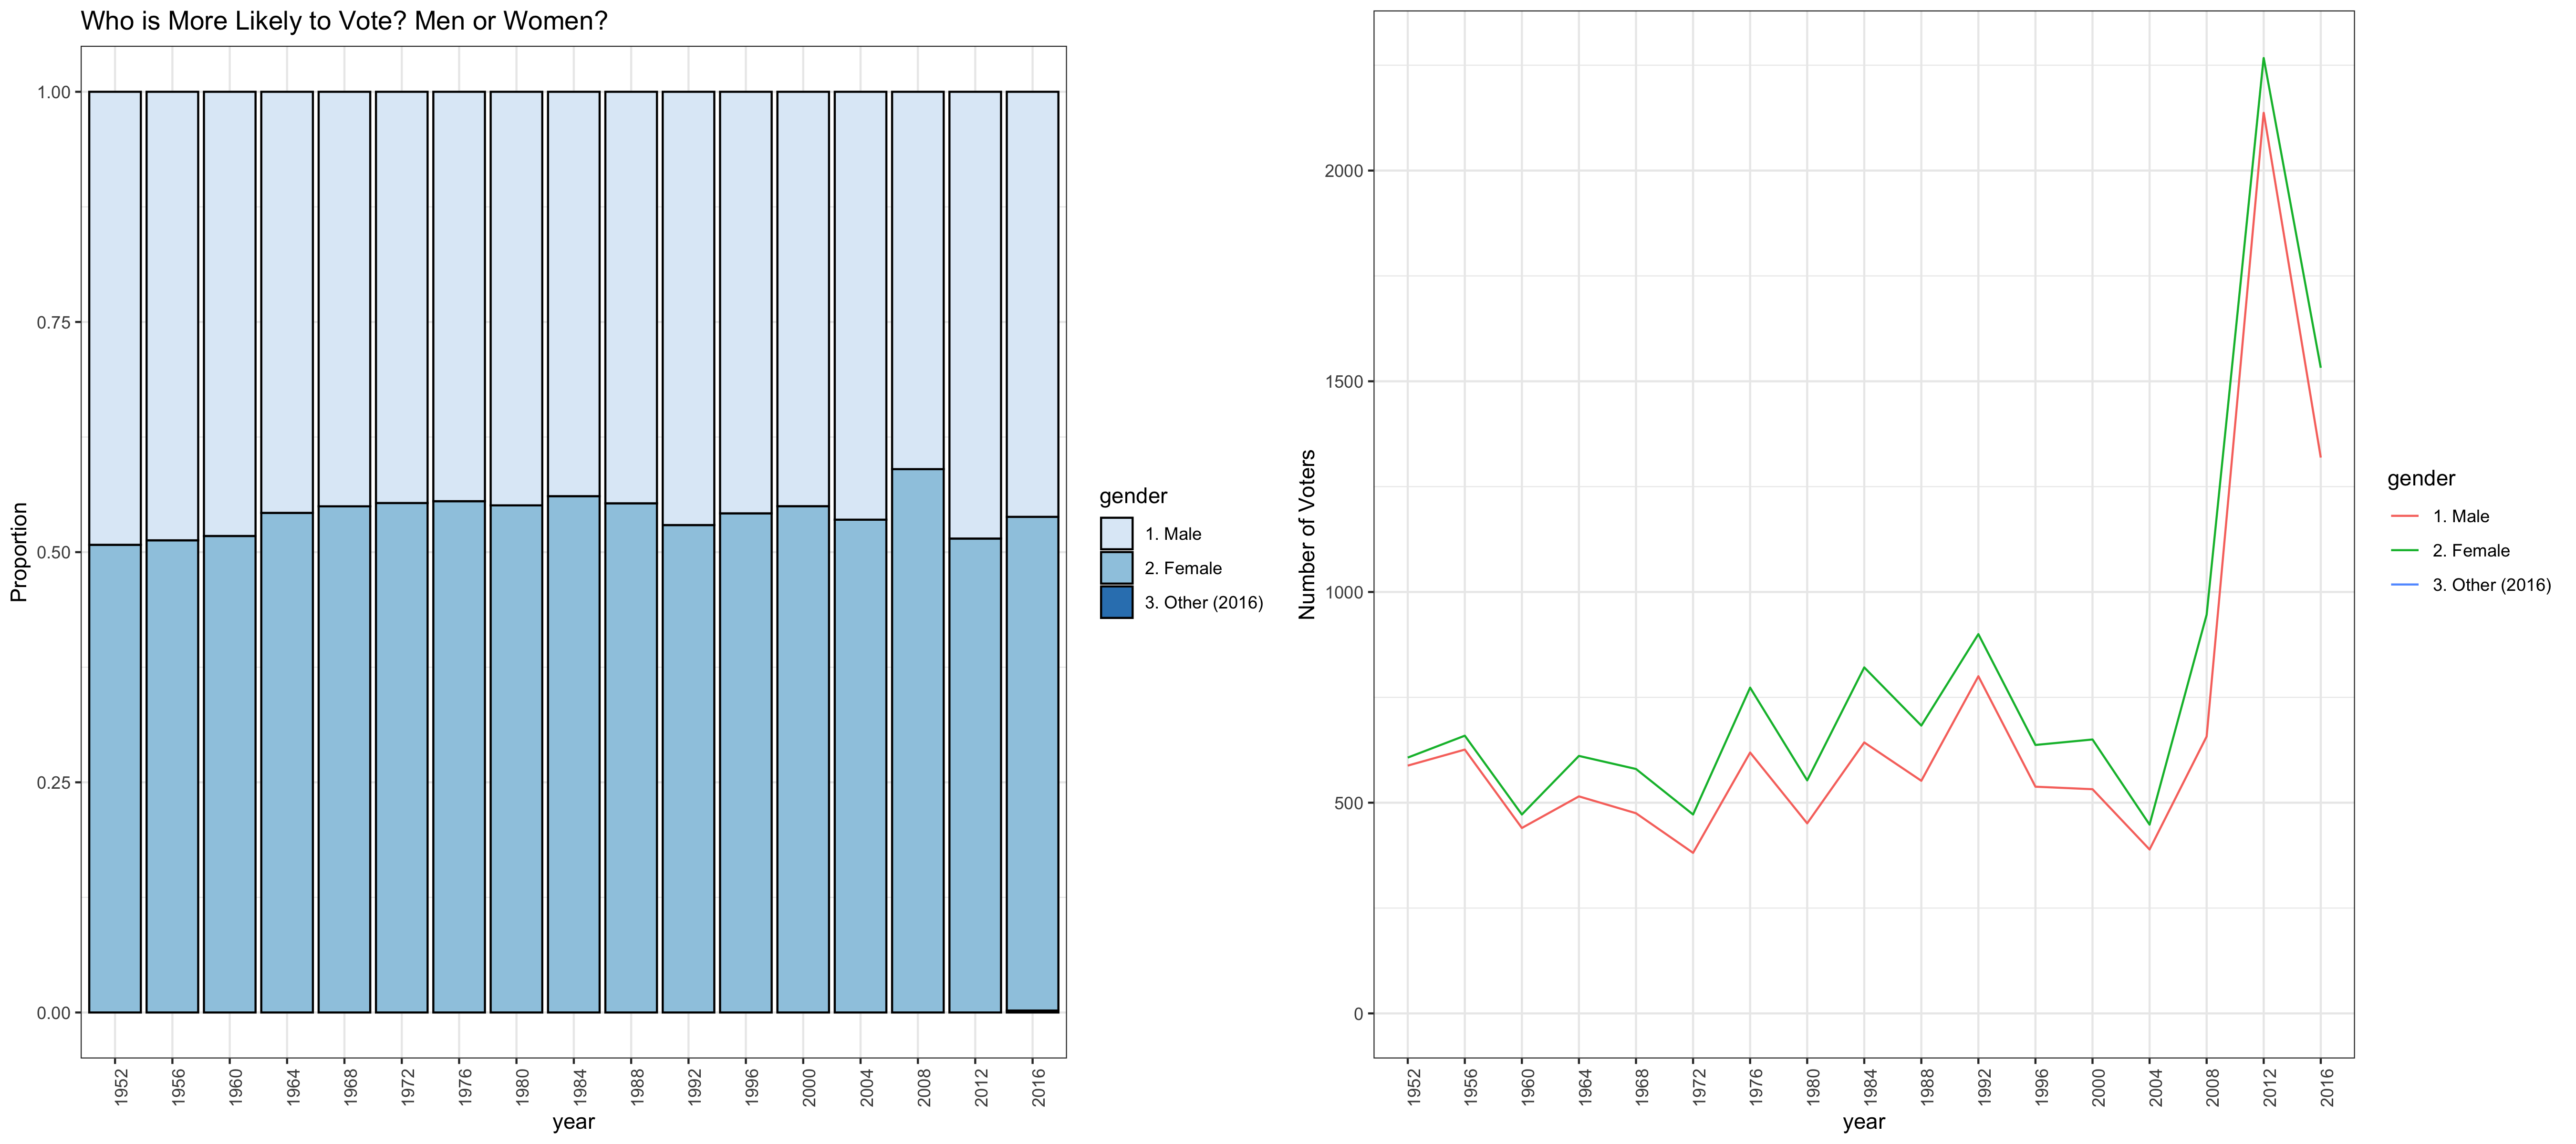 Who is More Likely to Vote? Men or Women?
Proportion
1.00
0.75
0.50
0.25
0.00
1952 1956 1960 1964 1968 1972 1976 1980 1984 1988 1992 1996 2000 2004 2008 2012 2016
year
gender
1. Male
2. Female
3. Other (2016)
Number of Voters
2000
1500
1000
500
0
1952 1956 1960 1964 1968 1972 1976 1980 1984 1988 1992 1996 2000 2004 2008 2012 2016
year
gender
1. Male
2. Female
3. Other (2016)